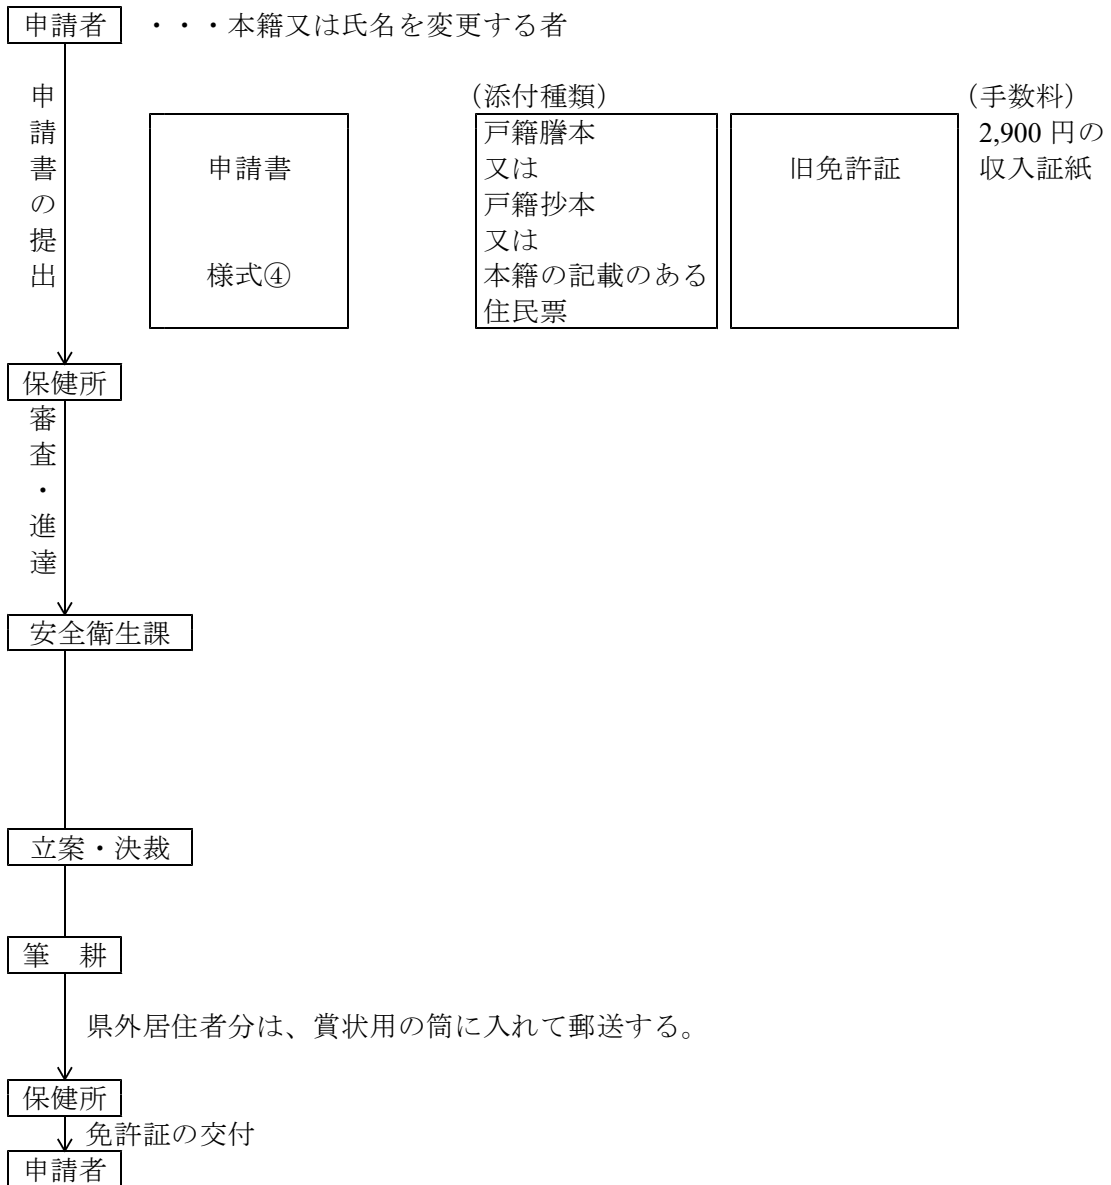 申請者 ・・・本籍又は氏名を変更する者
申請書の提出
申請書
様式④
（添付種類）
戸籍謄本
又は
戸籍抄本
又は
本籍の記載のある
住民票
旧免許証
（手数料）
2,900円の
収入証紙
保健所
審査・進達
安全衛生課
立案・決裁
筆　耕
県外居住者分は、賞状用の筒に入れて郵送する。
保健所
免許証の交付
申請者